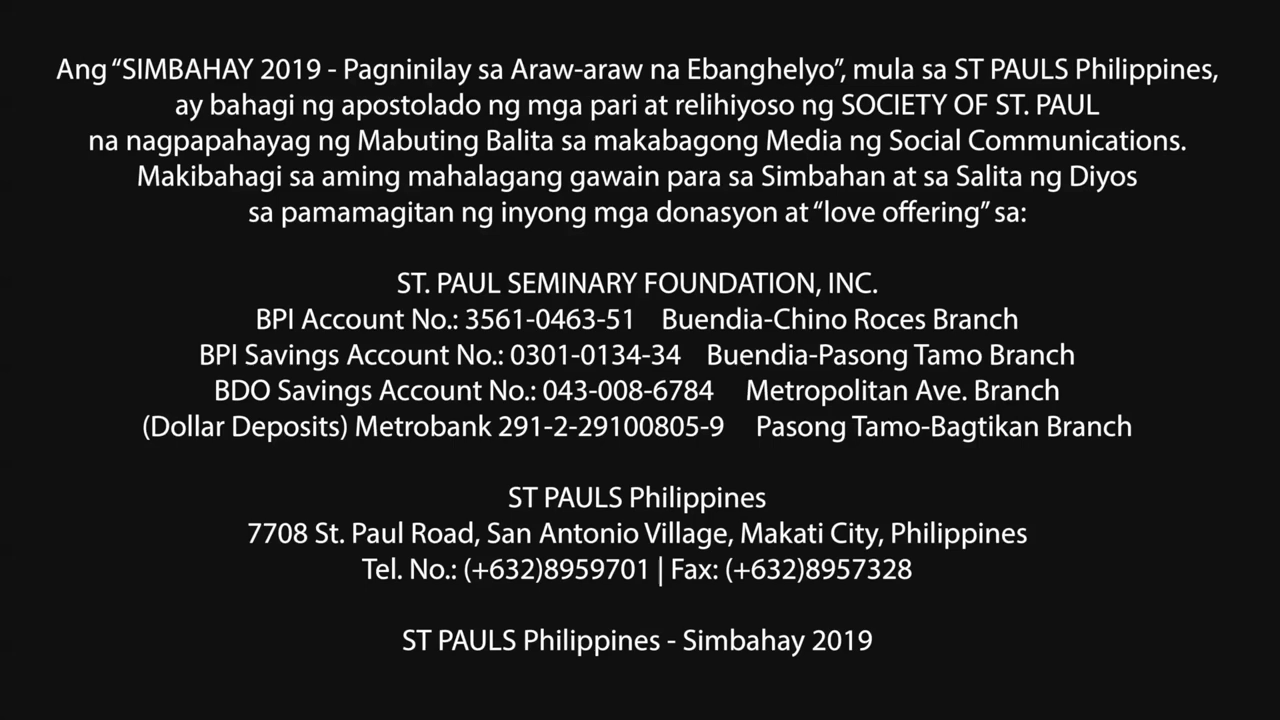 Ang “SIMBAHAY 2019 - Pagninilay sa Araw-araw na Ebanghelyo”, mula sa ST PAULS Philippines,
ay bahagi ng apostolado ng mga pari at relihiyoso ng SOCIETY OF ST. PAUL
na nagpapahayag ng Mabuting Balita sa makabagong Media ng Social Communications.
Makibahagi sa aming mahalagang gawain para sa Simbahan at sa Salita ng Diyos
sa pamamagitan ng inyong mga donasyon at “love offering” sa:
ST. PAUL SEMINARY FOUNDATION, INC.
BPI Account No.: 3561-0463-51 Buendia-Chino Roces Branch
BPI Savings Account No.: 0301-0134-34 Buendia-Pasong Tamo Branch
BDO Savings Account No.: 043-008-6784 Metropolitan Ave. Branch
(Dollar Deposits) Metrobank 291-2-29100805-9 Pasong Tamo-Bagtikan Branch
ST PAULS Philippines
7708 St. Paul Road, San Antonio Village, Makati City, Philippines
Tel. No.: (+632)8959701 | Fax: (+632)8957328
ST PAULS Philippines - Simbahay 2019